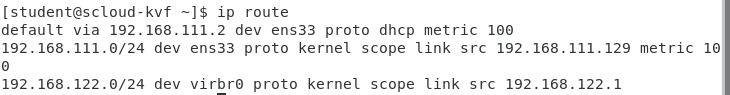 [student@scloud-kvf ~]$ ip route
default via 192.168.111.2 dev ens33 proto dhcp metric 100
192.168.111.0/24 dev ens33 proto kernel scope link src 192.168.111.129 metric 10
0
192.168.122.0/24 dev virbr0 proto kernel scope link src 192.168.122.1